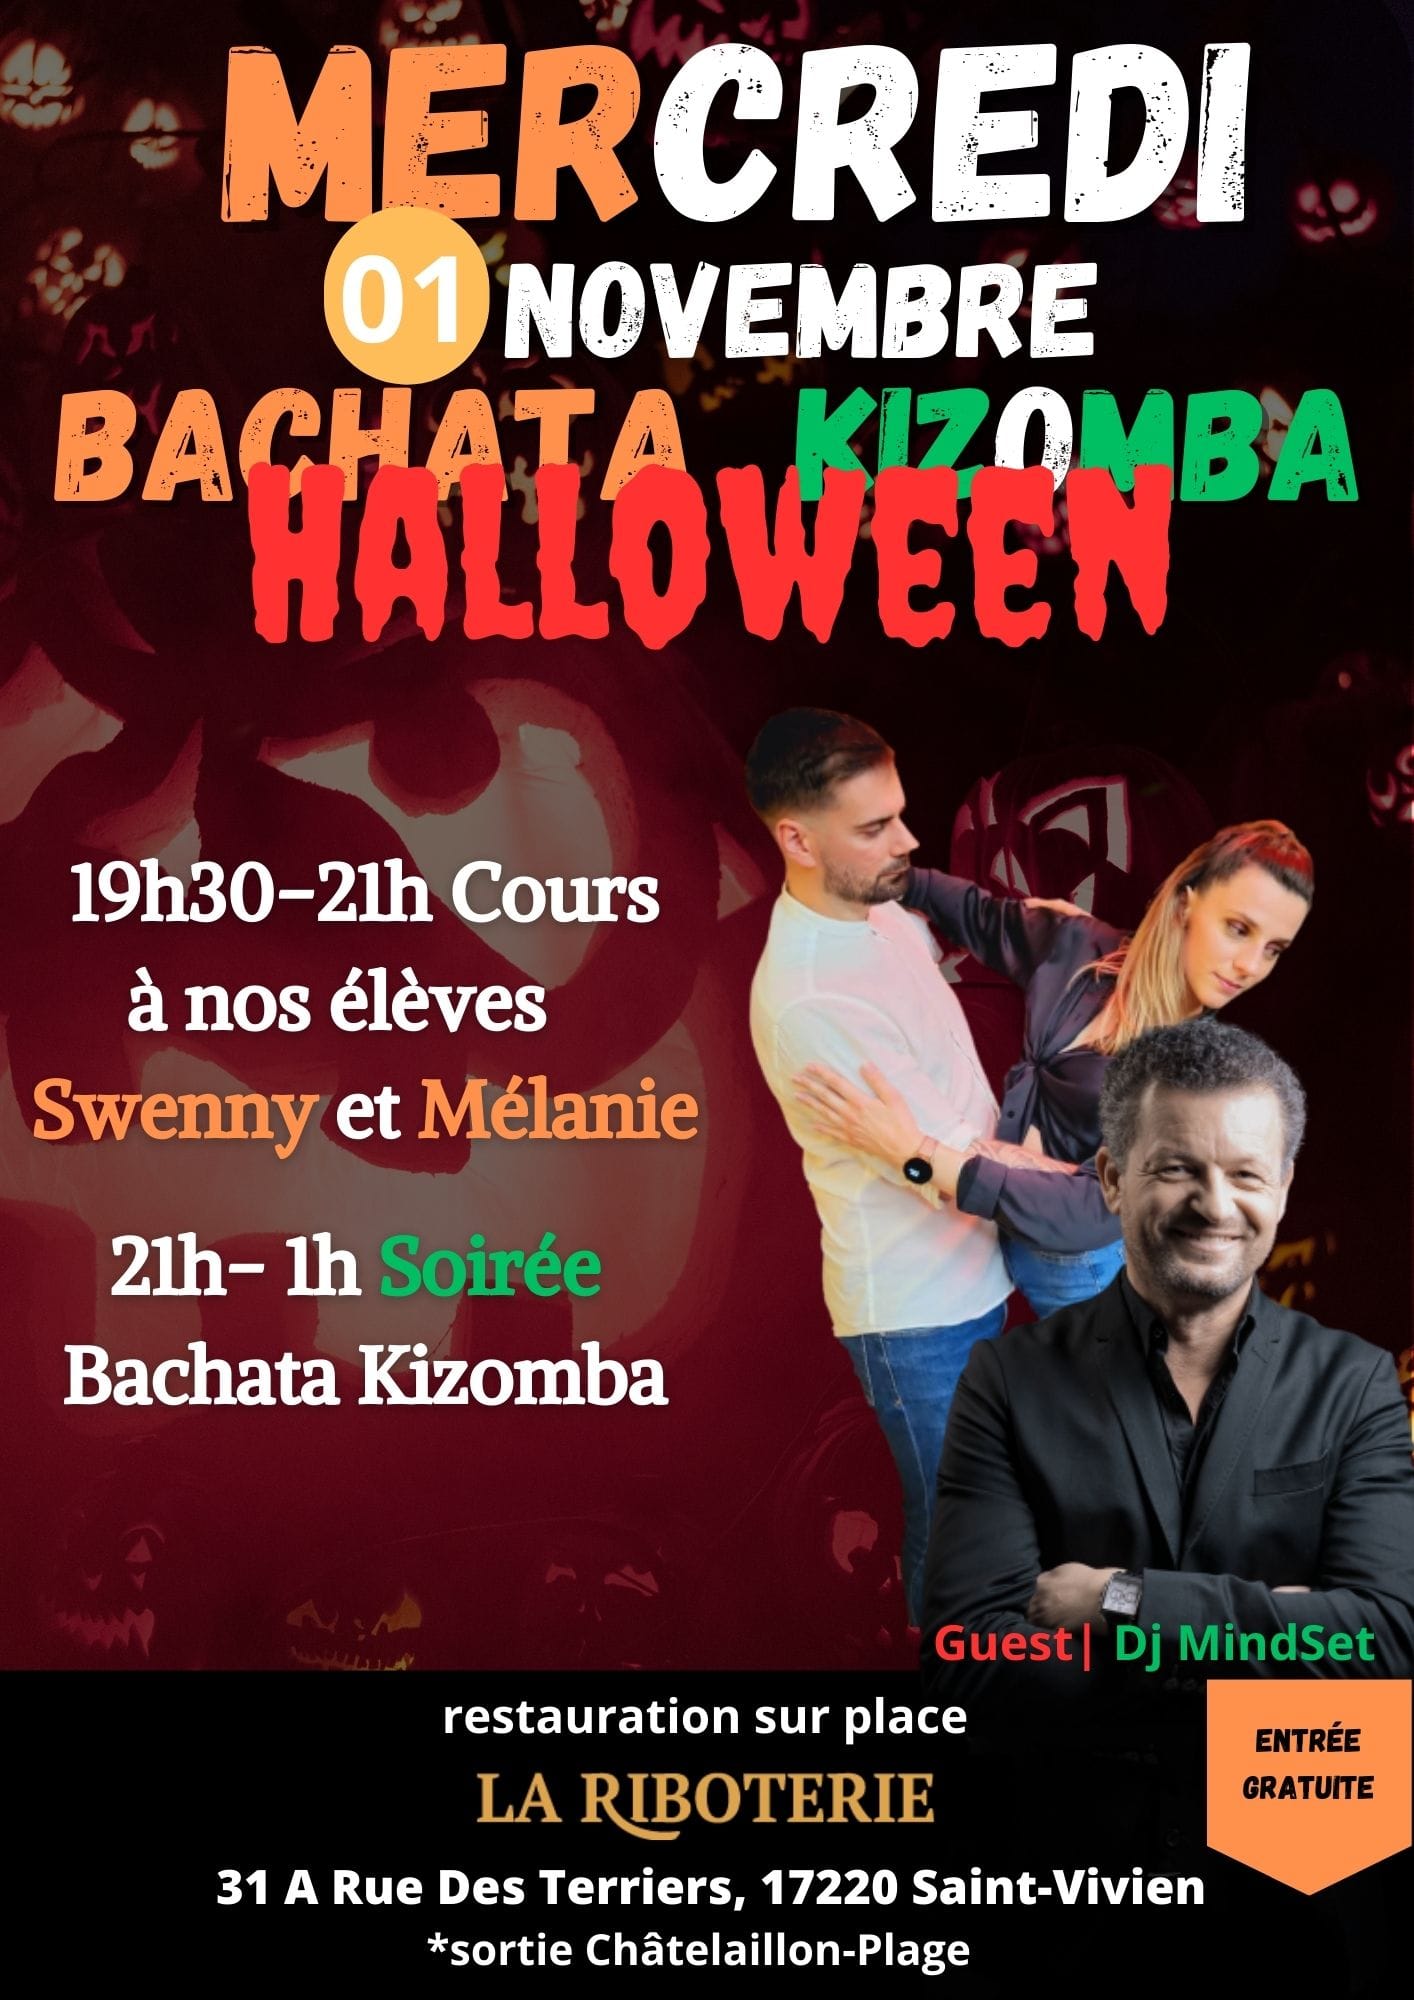 MERCREDI
01 NOVEMBRE
BACHATA KIZOMBA
HALLOWEEN
19h30-21h Cours
à nos élèves
Swenny et Mélanie
21h- 1h Soirée
Bachata Kizomba
Guest| Dj MindSet
restauration sur place
ENTRÉE
GRATUITE
LA RIBOTERIE
31 A Rue Des Terriers, 17220 Saint-Vivien
*sortie Châtelaillon-Plage